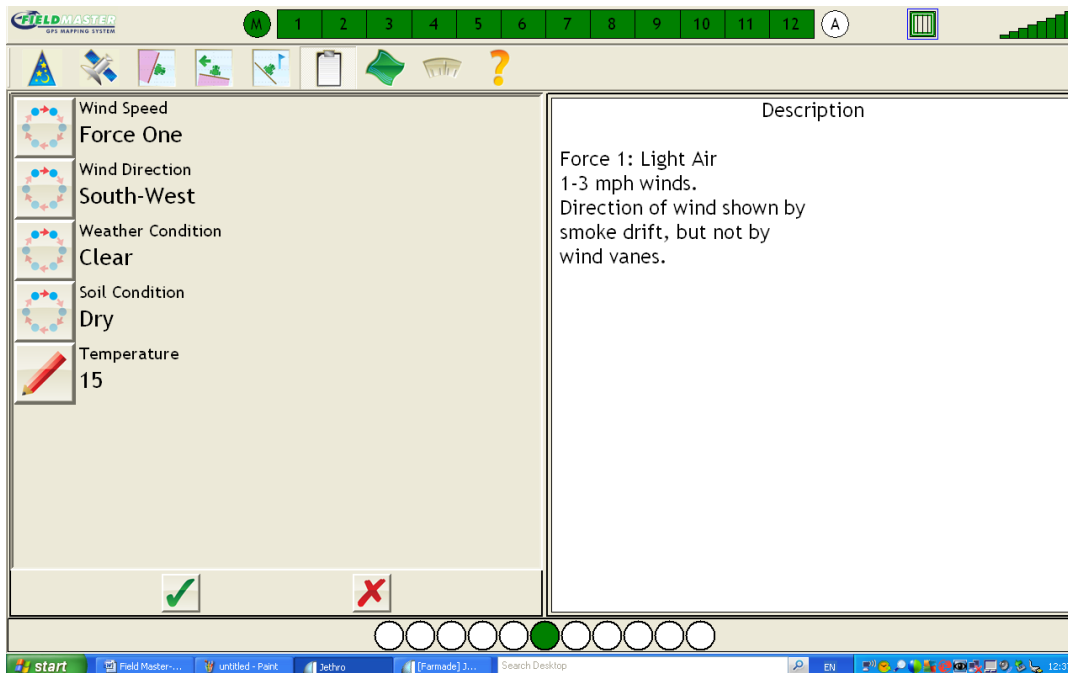 FIELDMASTER
GPS MAPPING SYSTEM
M 1 2 3 4 5 6 7 8 9 10 11 12 A
?
Wind Speed
Force One
Wind Direction
South-West
Weather Condition
Clear
Soil Condition
Dry
Temperature
15
Description
Force 1: Light Air
1-3 mph winds.
Direction of wind shown by
smoke drift, but not by
wind vanes.
start Field Master-... untitled - Paint Jethro [Farmade] J... Search Desktop EN